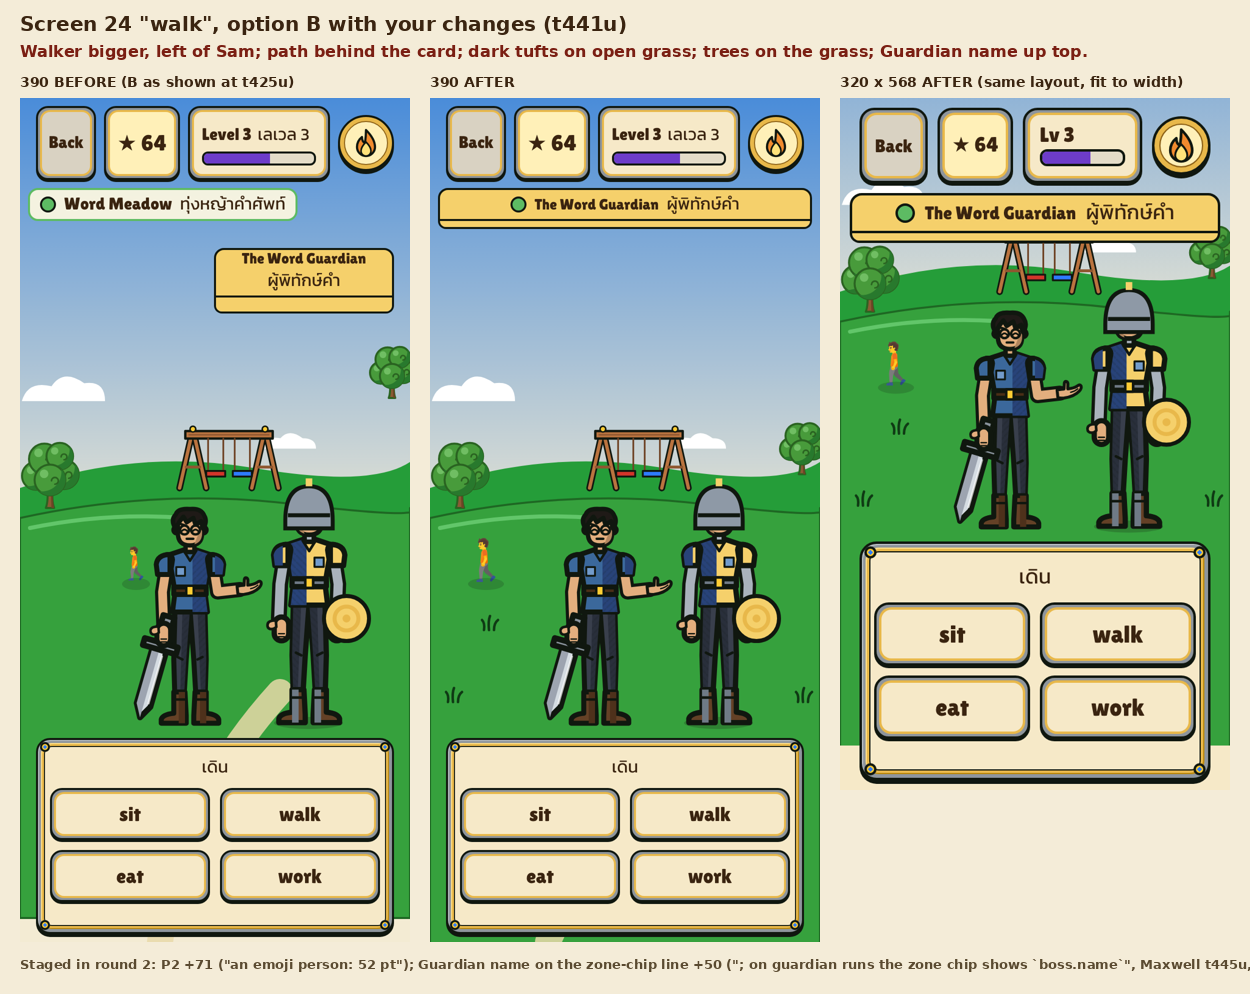 Screen 24 "walk", option B with your changes (t441u)
Walker bigger, left of Sam; path behind the card; dark tufts on open grass; trees on the grass; Guardian name up top.
390 BEFORE (B as shown at t425u)
390 AFTER
320 x 568 AFTER (same layout, fit to width)
Back
★ 64
Level 3 เลเวล 3
Word Meadow ทุ่งหญ้าคำศัพท์
The Word Guardian
ผู้พิทักษ์คำ
เดิน
sit
walk
eat
work
Back
★ 64
Level 3 เลเวล 3
The Word Guardian ผู้พิทักษ์คำ
เดิน
sit
walk
eat
work
Back
★ 64
Lv 3
The Word Guardian ผู้พิทักษ์คำ
เดิน
sit
walk
eat
work
Staged in round 2: P2 +71 ("an emoji person: 52 pt"); Guardian name on the zone-chip line +50 ("; on guardian runs the zone chip shows `boss.name`", Maxwell t445u,